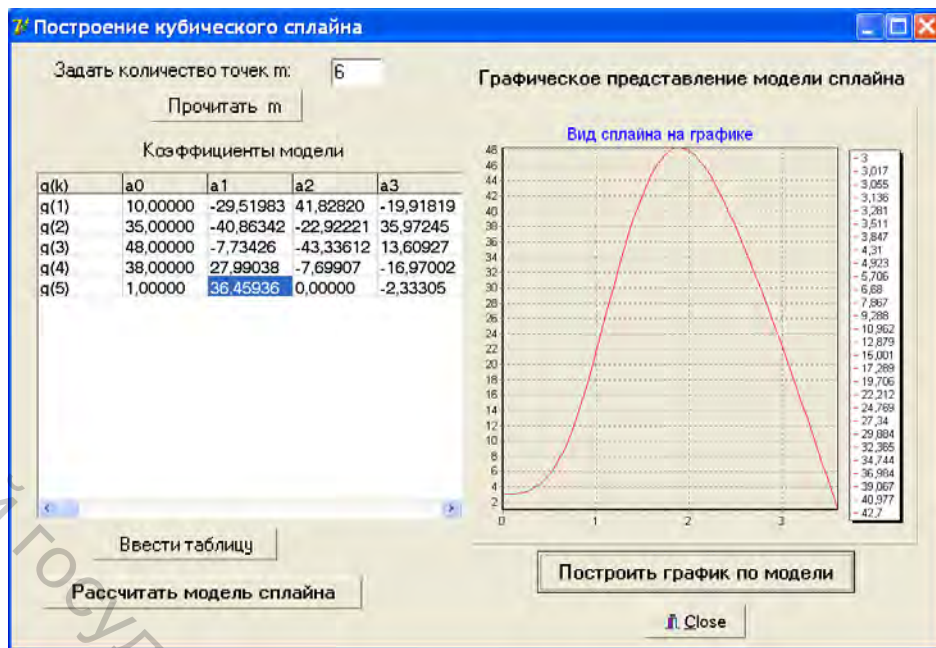 Построение кубического сплайна
Задать количество точек m: 6
Прочитать m
Коэффициенты модели
q(k) a0 a1 a2 a3
q(1) 10,00000 -29,51983 41,82820 -19,91819
q(2) 35,00000 -40,86342 -22,92221 35,97245
q(3) 48,00000 -7,73426 -43,33612 13,60927
q(4) 38,00000 27,99038 -7,69907 -16,97002
q(5) 1,00000 36,45936 0,00000 -2,33305
Ввести таблицу
Рассчитать модель сплайна
Графическое представление модели сплайна
Вид сплайна на графике
48
46
44
42
40
38
36
34
32
30
28
26
24
22
20
18
16
14
12
10
8
6
4
2
0 1 2 3
3
3,017
3,055
3,136
3,281
3,511
3,847
4,31
4,923
5,706
6,68
7,867
9,288
10,962
12,879
15,001
17,289
19,706
22,212
24,769
27,34
29,884
32,365
34,744
36,984
39,067
40,977
42,7
Построить график по модели
Close
й госуд